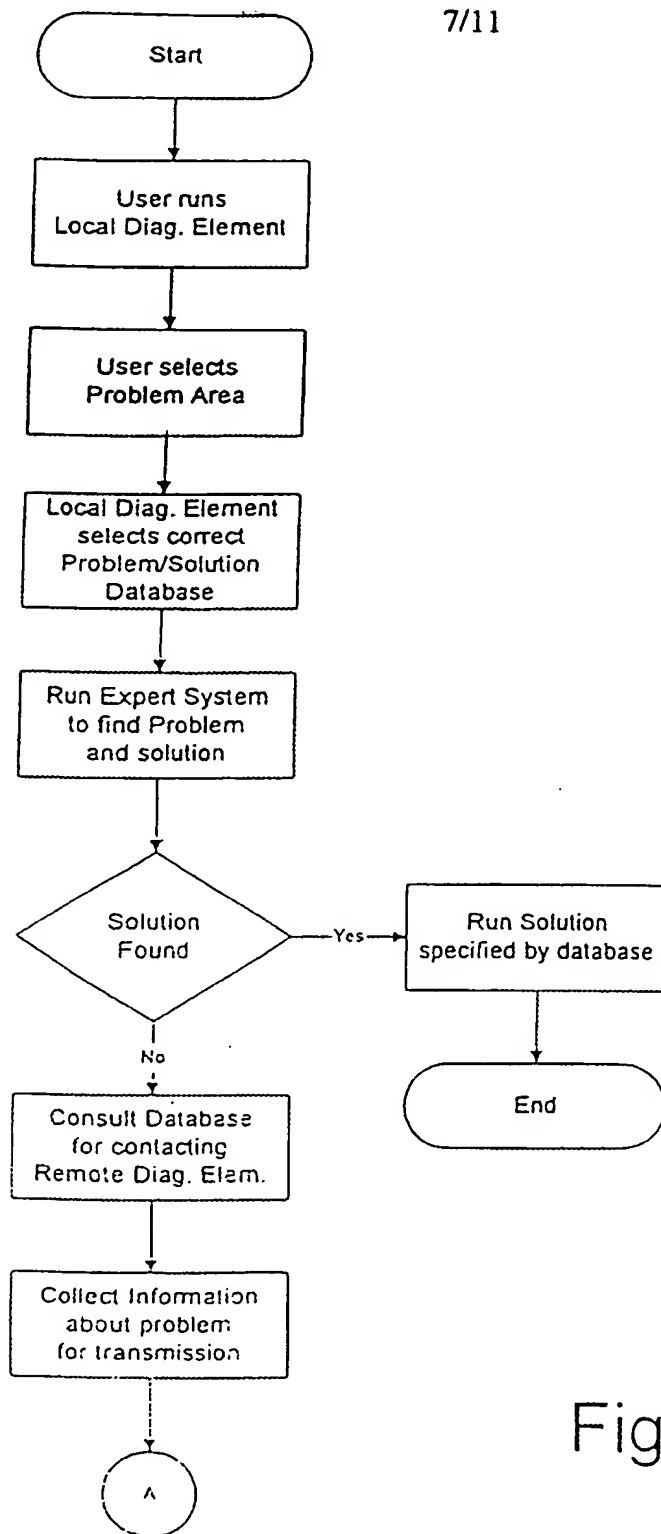 7/11
Start
User runs
Local Diag. Element
User selects
Problem Area
Local Diag. Element
selects correct
Problem/Solution
Database
Run Expert System
to find Problem
and solution
Solution
Found
Yes
Run Solution
specified by database
End
No
Consult Database
for contacting
Remote Diag. Elem.
Collect Information
about problem
for transmission
A
Fig